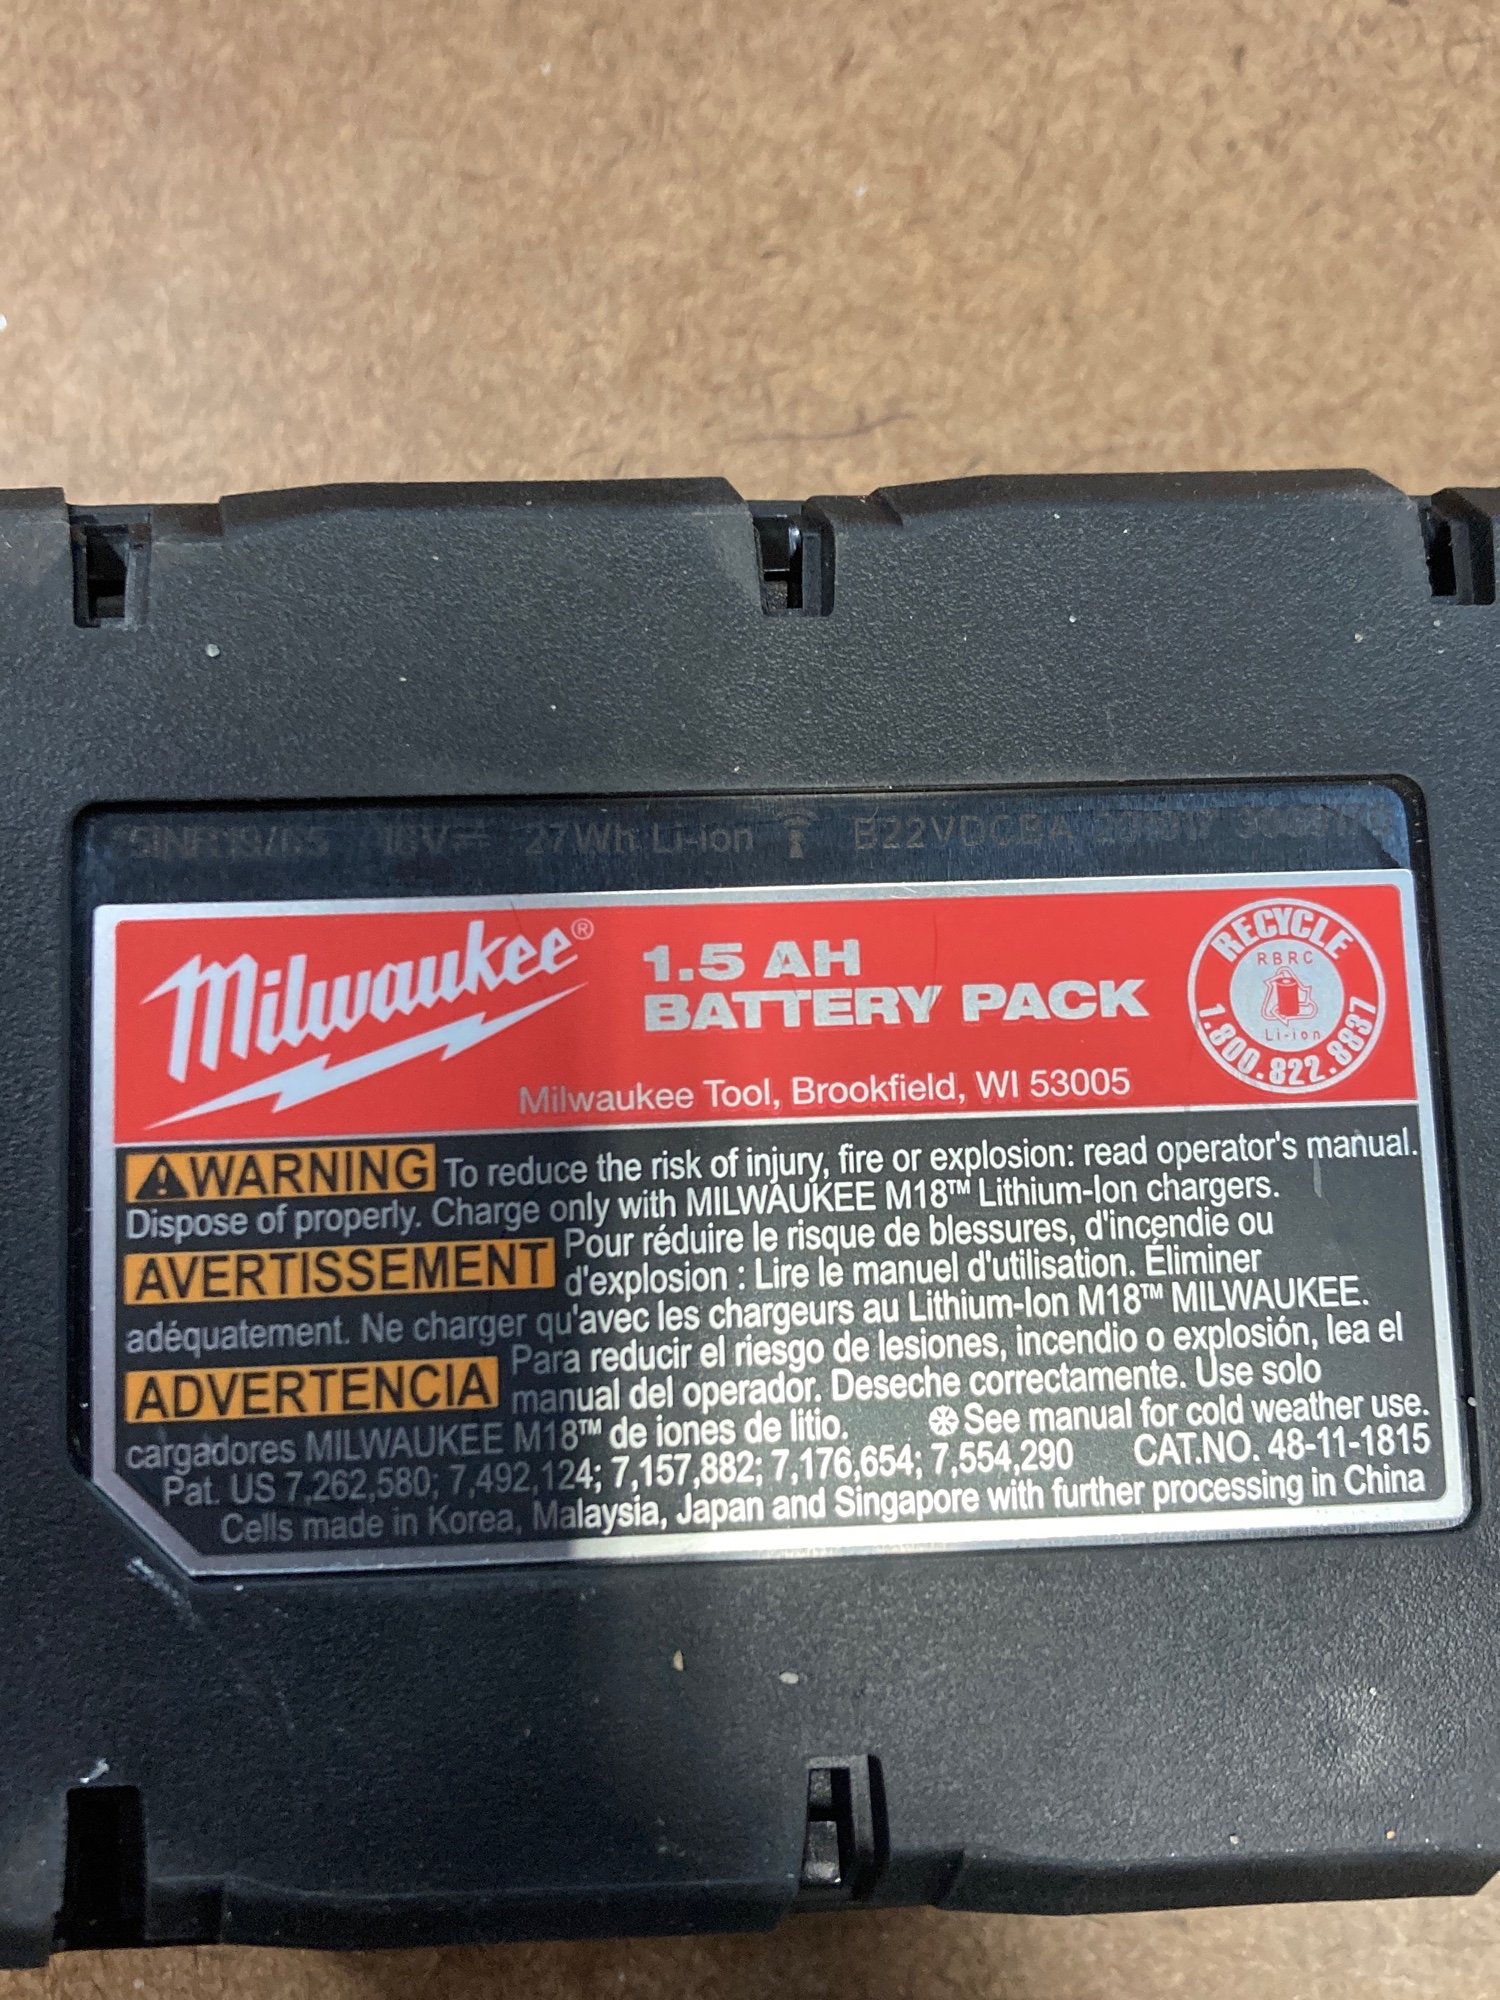 5INR19/65 18V⎓ 27Wh Li-ion B22VDCBA
Milwaukee®
1.5 AH
BATTERY PACK
Milwaukee Tool, Brookfield, WI 53005
RECYCLE
RBRC
Li-ion
1.800.822.8837
⚠WARNING To reduce the risk of injury, fire or explosion: read operator's manual.
Dispose of properly. Charge only with MILWAUKEE M18™ Lithium-Ion chargers.
AVERTISSEMENT Pour réduire le risque de blessures, d'incendie ou
d'explosion : Lire le manuel d'utilisation. Éliminer
adéquatement. Ne charger qu'avec les chargeurs au Lithium-Ion M18™ MILWAUKEE.
ADVERTENCIA Para reducir el riesgo de lesiones, incendio o explosión, lea el
manual del operador. Deseche correctamente. Use solo
cargadores MILWAUKEE M18™ de iones de litio. ❄See manual for cold weather use.
Pat. US 7,262,580; 7,492,124; 7,157,882; 7,176,654; 7,554,290 CAT.NO. 48-11-1815
Cells made in Korea, Malaysia, Japan and Singapore with further processing in China